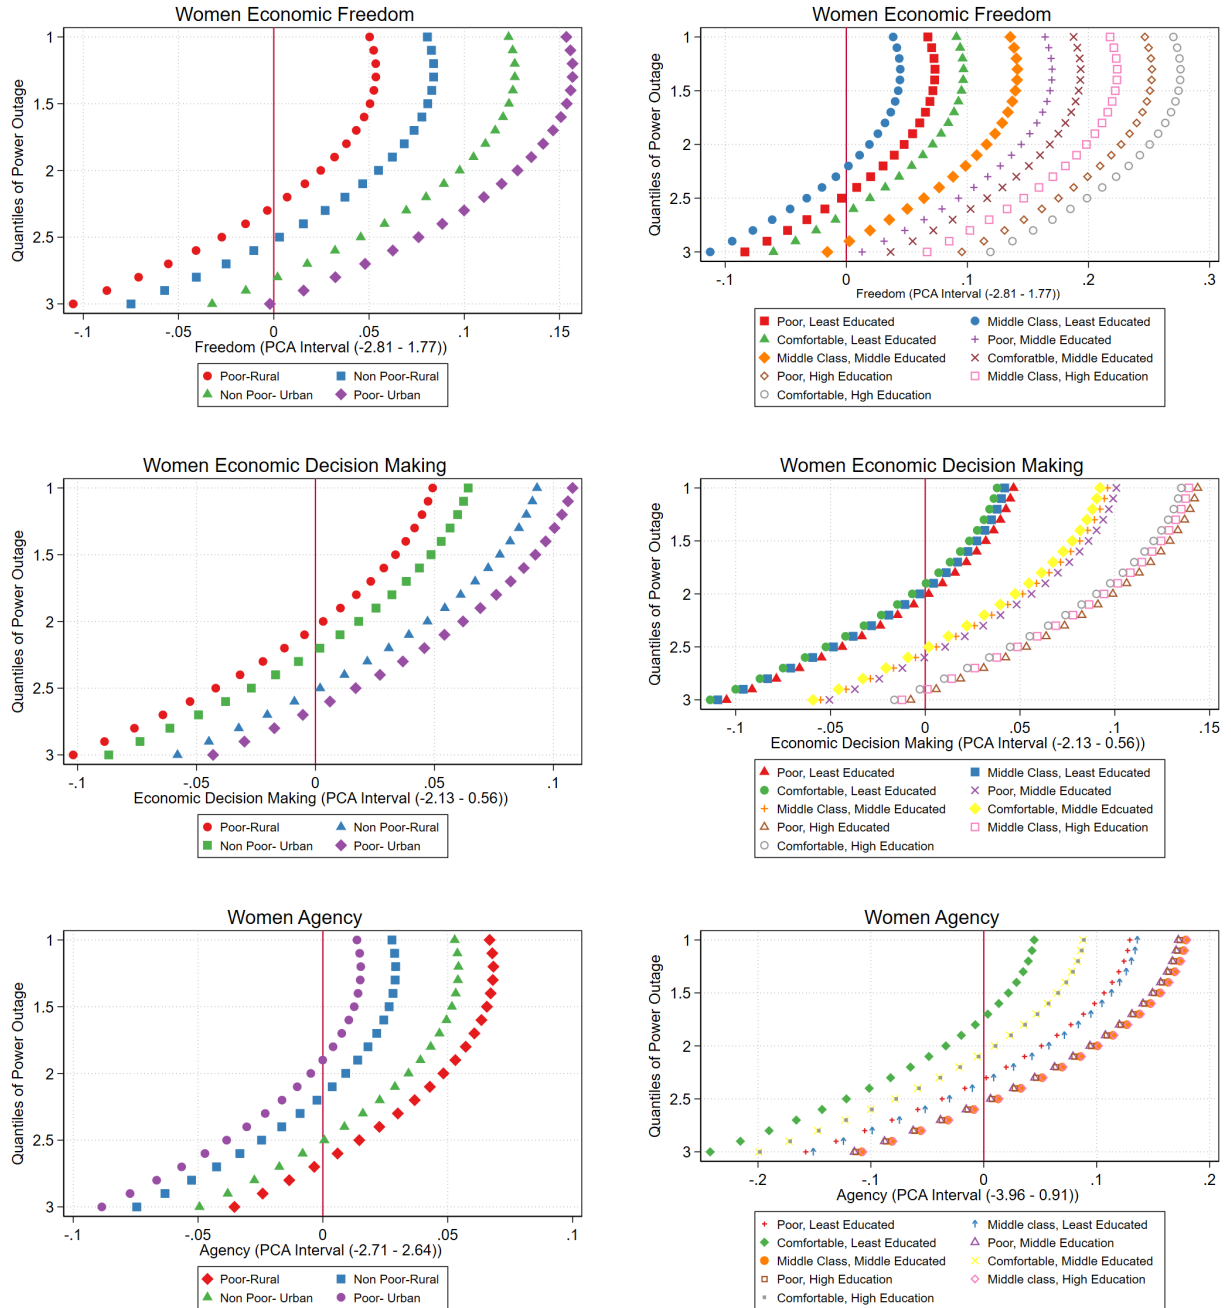 Women Economic Freedom
Quantiles of Power Outage
1
1.5
2
2.5
3
-.1 -.05 0 .05 .1 .15
Freedom (PCA Interval (-2.81 - 1.77))
Poor-Rural Non Poor-Rural
Non Poor- Urban Poor- Urban
Women Economic Freedom
Quantiles of Power Outage
1
1.5
2
2.5
3
-.1 0 .1 .2 0.3
Freedom (PCA Interval (-2.81 - 1.77))
Poor, Least Educated Middle Class, Least Educated
Comfortable, Least Educated Poor, Middle Educated
Middle Class, Middle Educated Comforatble, Middle Educated
Poor, High Education Middle Class, High Education
Comfortable, Hgh Education
Women Economic Decision Making
Quantiles of Power Outage
1
1.5
2
2.5
3
-.1 -.05 0 .05 .1
Economic Decision Making (PCA Interval (-2.13 - 0.56))
Poor-Rural Non Poor-Rural
Non Poor- Urban Poor- Urban
Women Economic Decision Making
Quantiles of Power Outage
1
1.5
2
2.5
3
-.1 -.05 0 .05 .1 .15
Economic Decision Making (PCA Interval (-2.13 - 0.56))
Poor, Least Educated Middle Class, Least Educated
Comfortable, Least Educated Poor, Middle Educated
Middle Class, Middle Educated Comfortable, Middle Educated
Poor, High Educated Middle Class, High Education
Comfortable, High Education
Women Agency
Quantiles of Power Outage
1
1.5
2
2.5
3
-.1 -.05 0 .05 .1
Agency (PCA Interval (-2.71 - 2.64))
Poor-Rural Non Poor-Rural
Non Poor- Urban Poor- Urban
Women Agency
Quantiles of Power Outage
1
1.5
2
2.5
3
-.2 -.1 0 .1 .2
Agency (PCA Interval (-3.96 - 0.91))
Poor, Least Educated Middle class, Least Educated
Comfortable, Least Educated Poor, Middle Education
Middle Class, Middle Educated Comfortable, Middle Educated
Poor, High Education Middle class, High Education
Comfortable, High Education